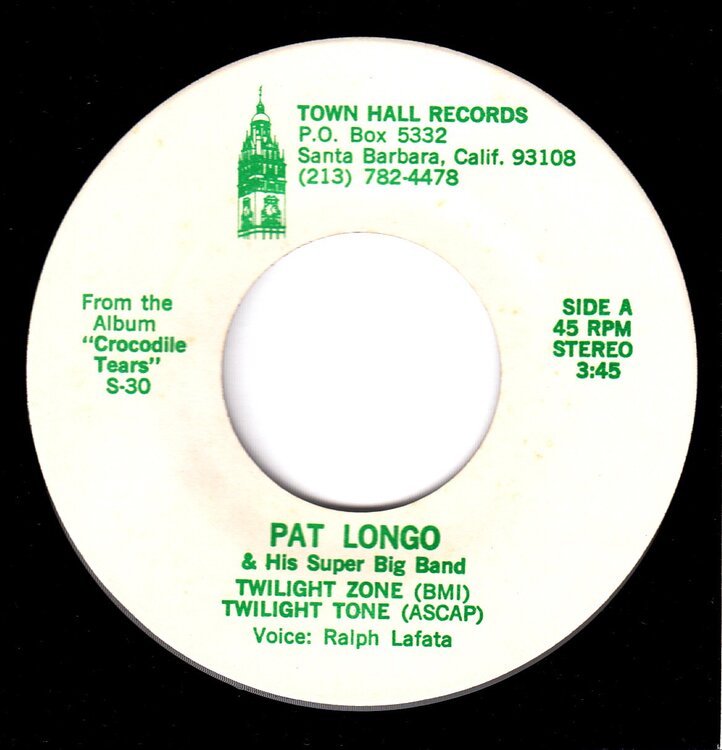 TOWN HALL RECORDS
P.O. Box 5332
Santa Barbara, Calif. 93108
(213) 782-4478
From the
Album
"Crocodile
Tears"
S-30
SIDE A
45 RPM
STEREO
3:45
PAT LONGO
& His Super Big Band
TWILIGHT ZONE (BMI)
TWILIGHT TONE (ASCAP)
Voice: Ralph Lafata